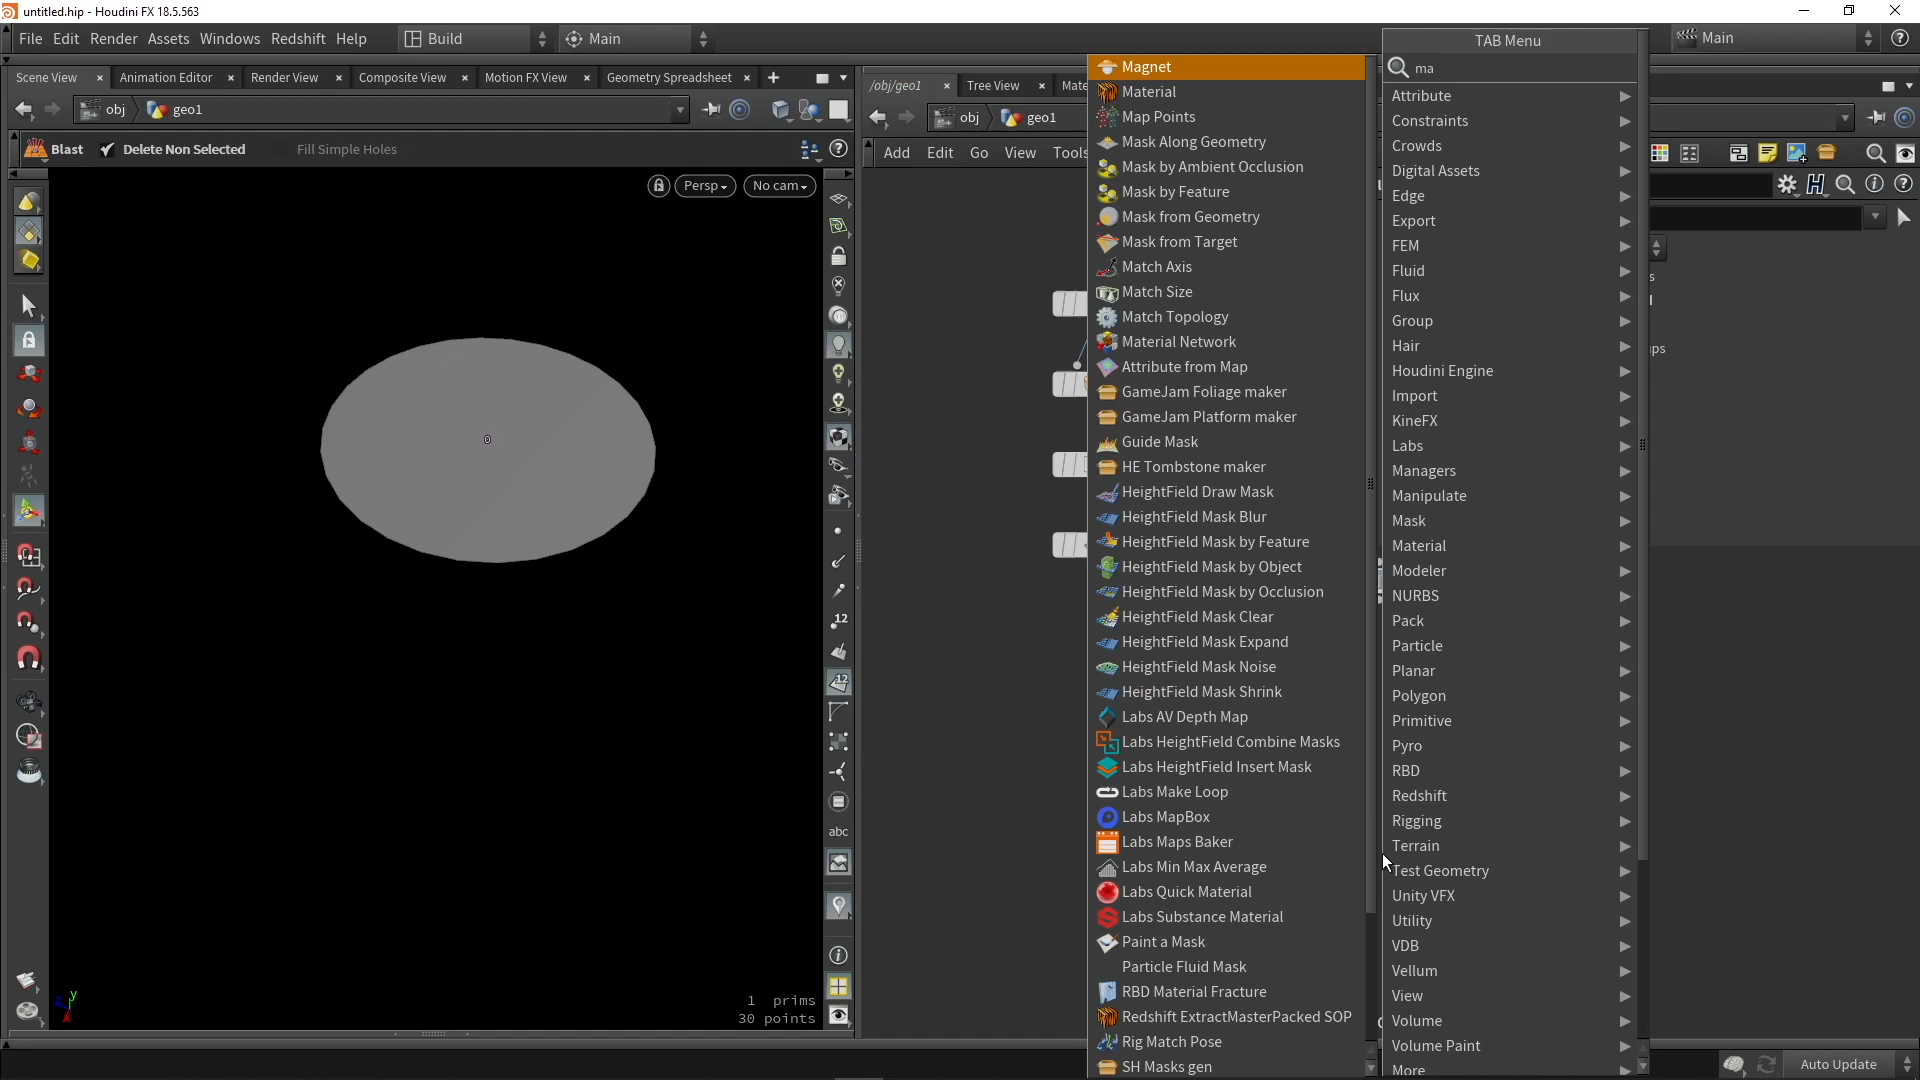 untitled.hip - Houdini FX 18.5.563
File Edit Render Assets Windows Redshift Help
Build
Main
Main
Scene View
Animation Editor
Render View
Composite View
Motion FX View
Geometry Spreadsheet
/obj/geo1
Tree View
obj
geo1
obj
geo1
Blast
Delete Non Selected
Fill Simple Holes
Add Edit Go View Tools
Persp
No cam
0
12
12
abc
1 prims
30 points
Magnet
Material
Map Points
Mask Along Geometry
Mask by Ambient Occlusion
Mask by Feature
Mask from Geometry
Mask from Target
Match Axis
Match Size
Match Topology
Material Network
Attribute from Map
GameJam Foliage maker
GameJam Platform maker
Guide Mask
HE Tombstone maker
HeightField Draw Mask
HeightField Mask Blur
HeightField Mask by Feature
HeightField Mask by Object
HeightField Mask by Occlusion
HeightField Mask Clear
HeightField Mask Expand
HeightField Mask Noise
HeightField Mask Shrink
Labs AV Depth Map
Labs HeightField Combine Masks
Labs HeightField Insert Mask
Labs Make Loop
Labs MapBox
Labs Maps Baker
Labs Min Max Average
Labs Quick Material
Labs Substance Material
Paint a Mask
Particle Fluid Mask
RBD Material Fracture
Redshift ExtractMasterPacked SOP
Rig Match Pose
SH Masks gen
TAB Menu
ma
Attribute
Constraints
Crowds
Digital Assets
Edge
Export
FEM
Fluid
Flux
Group
Hair
Houdini Engine
Import
KineFX
Labs
Managers
Manipulate
Mask
Material
Modeler
NURBS
Pack
Particle
Planar
Polygon
Primitive
Pyro
RBD
Redshift
Rigging
Terrain
Test Geometry
Unity VFX
Utility
VDB
Vellum
View
Volume
Volume Paint
More
Auto Update